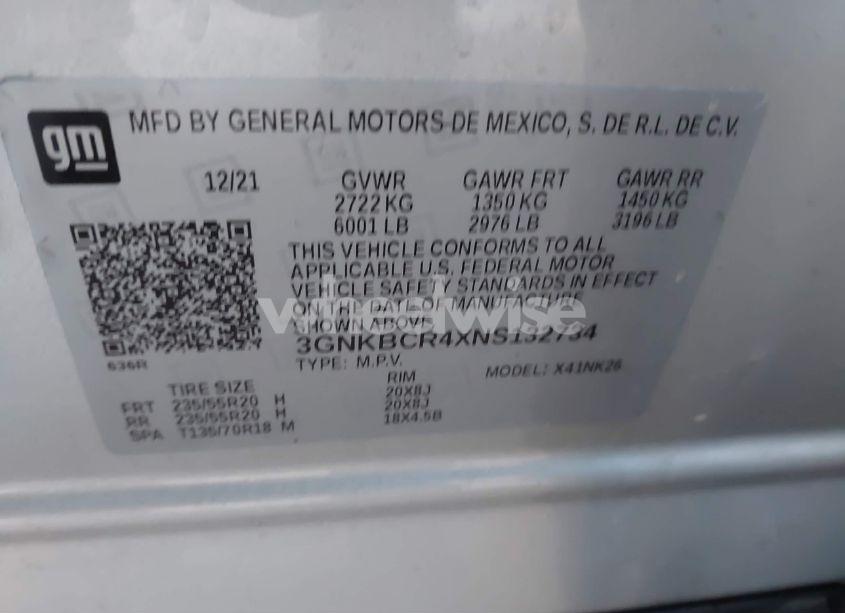 gm
MFD BY GENERAL MOTORS DE MEXICO, S. DE R.L. DE C.V.
12/21 GVWR GAWR FRT GAWR RR
2722 KG 1350 KG 1450 KG
6001 LB 2976 LB 3196 LB
THIS VEHICLE CONFORMS TO ALL
APPLICABLE U.S. FEDERAL MOTOR
VEHICLE SAFETY STANDARDS IN EFFECT
ON THE DATE OF MANUFACTURE
SHOWN ABOVE
wheelwise
3GNKBCR4XNS152734
636R
TYPE: M.P.V. MODEL: X41NK26
TIRE SIZE RIM
FRT 235/55R20 H 20X8J
RR 235/55R20 H 20X8J
SPA T135/70R18 M 18X4.5B